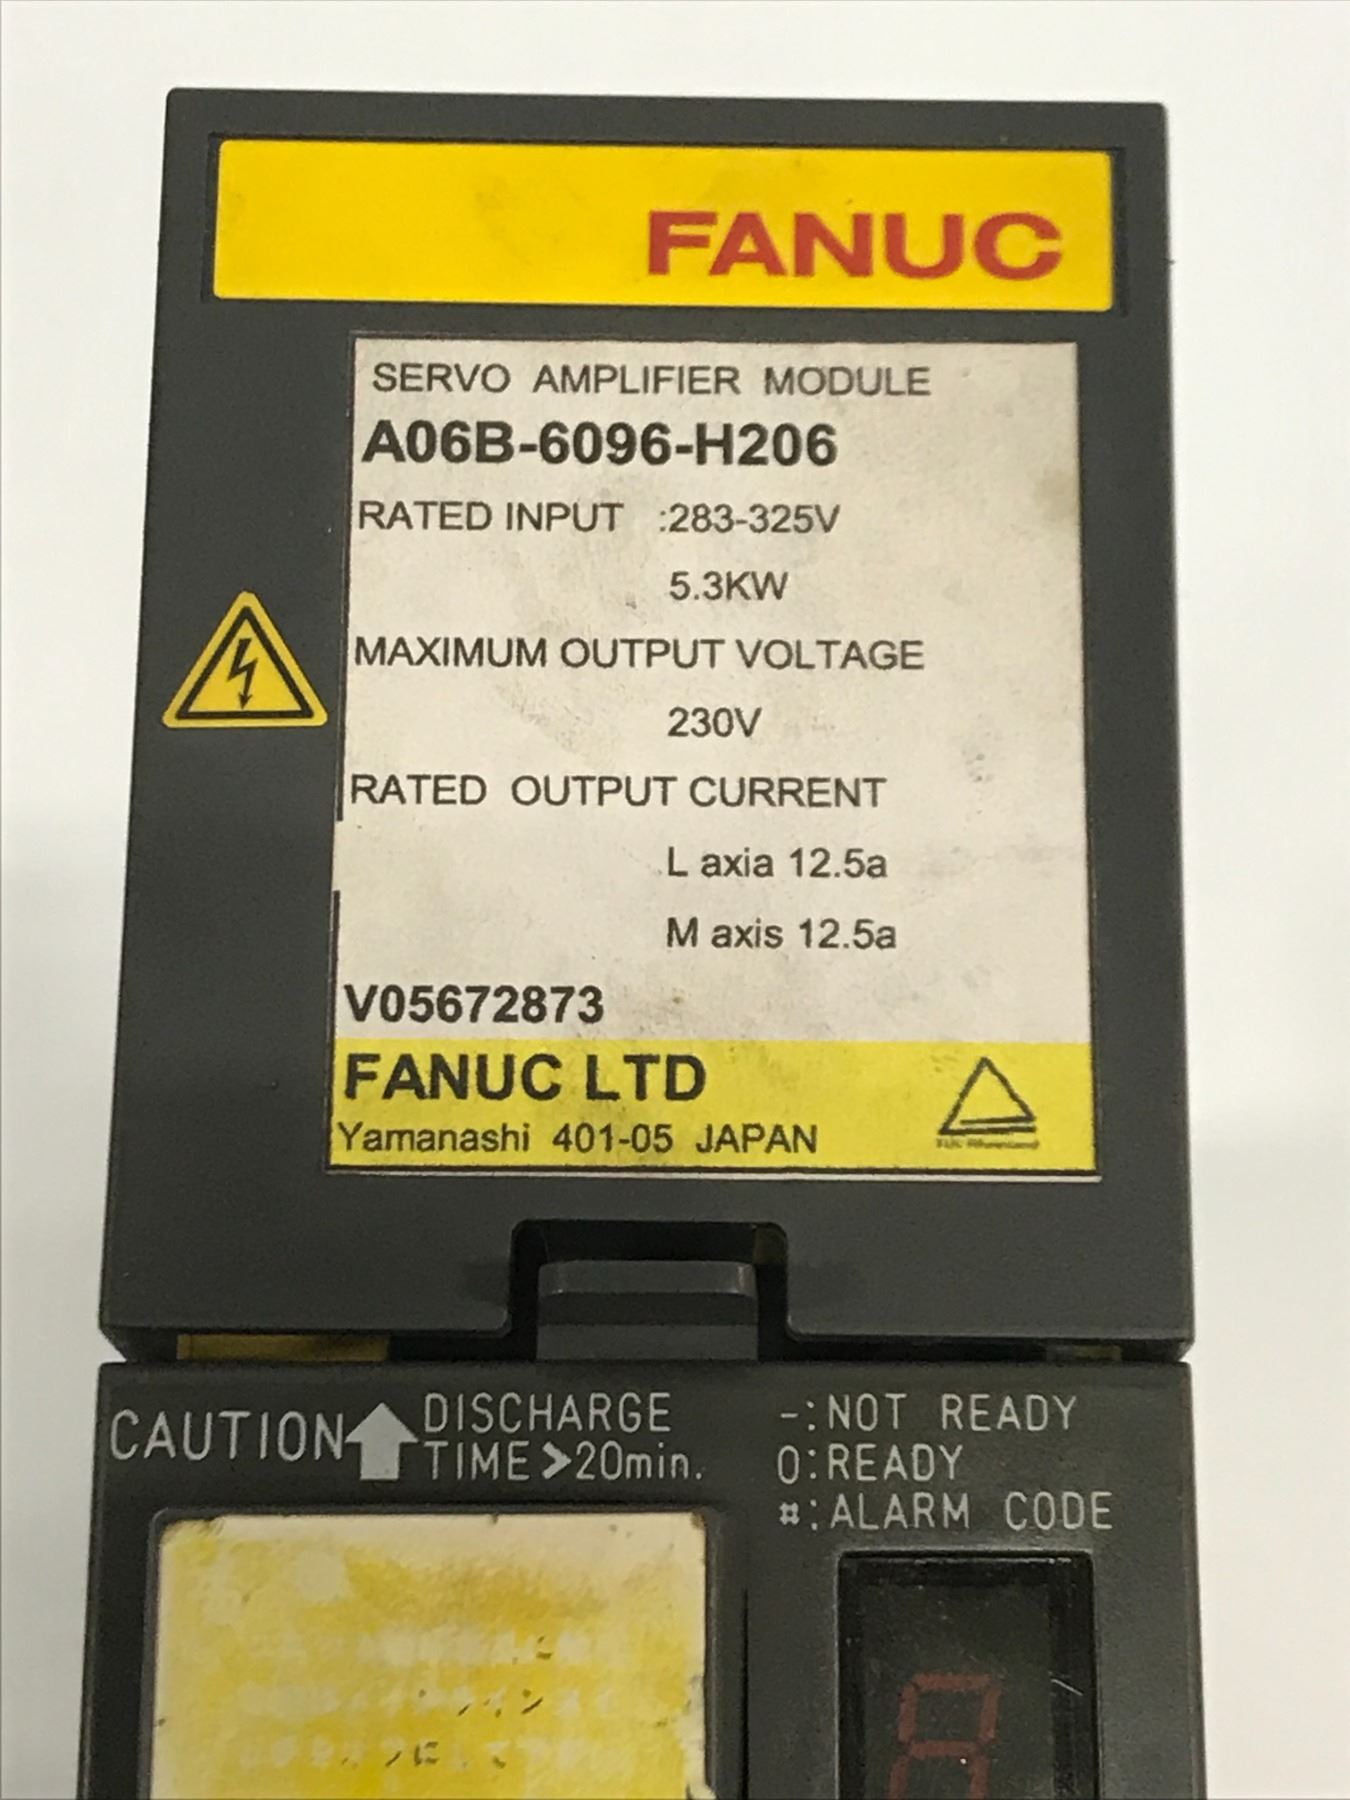 FANUC
SERVO AMPLIFIER MODULE
A06B-6096-H206
RATED INPUT :283-325V
5.3KW
MAXIMUM OUTPUT VOLTAGE
230V
RATED OUTPUT CURRENT
L axia 12.5a
M axis 12.5a
V05672873
FANUC LTD
Yamanashi 401-05 JAPAN
CAUTION DISCHARGE
TIME >20min.
-:NOT READY
0:READY
#:ALARM CODE